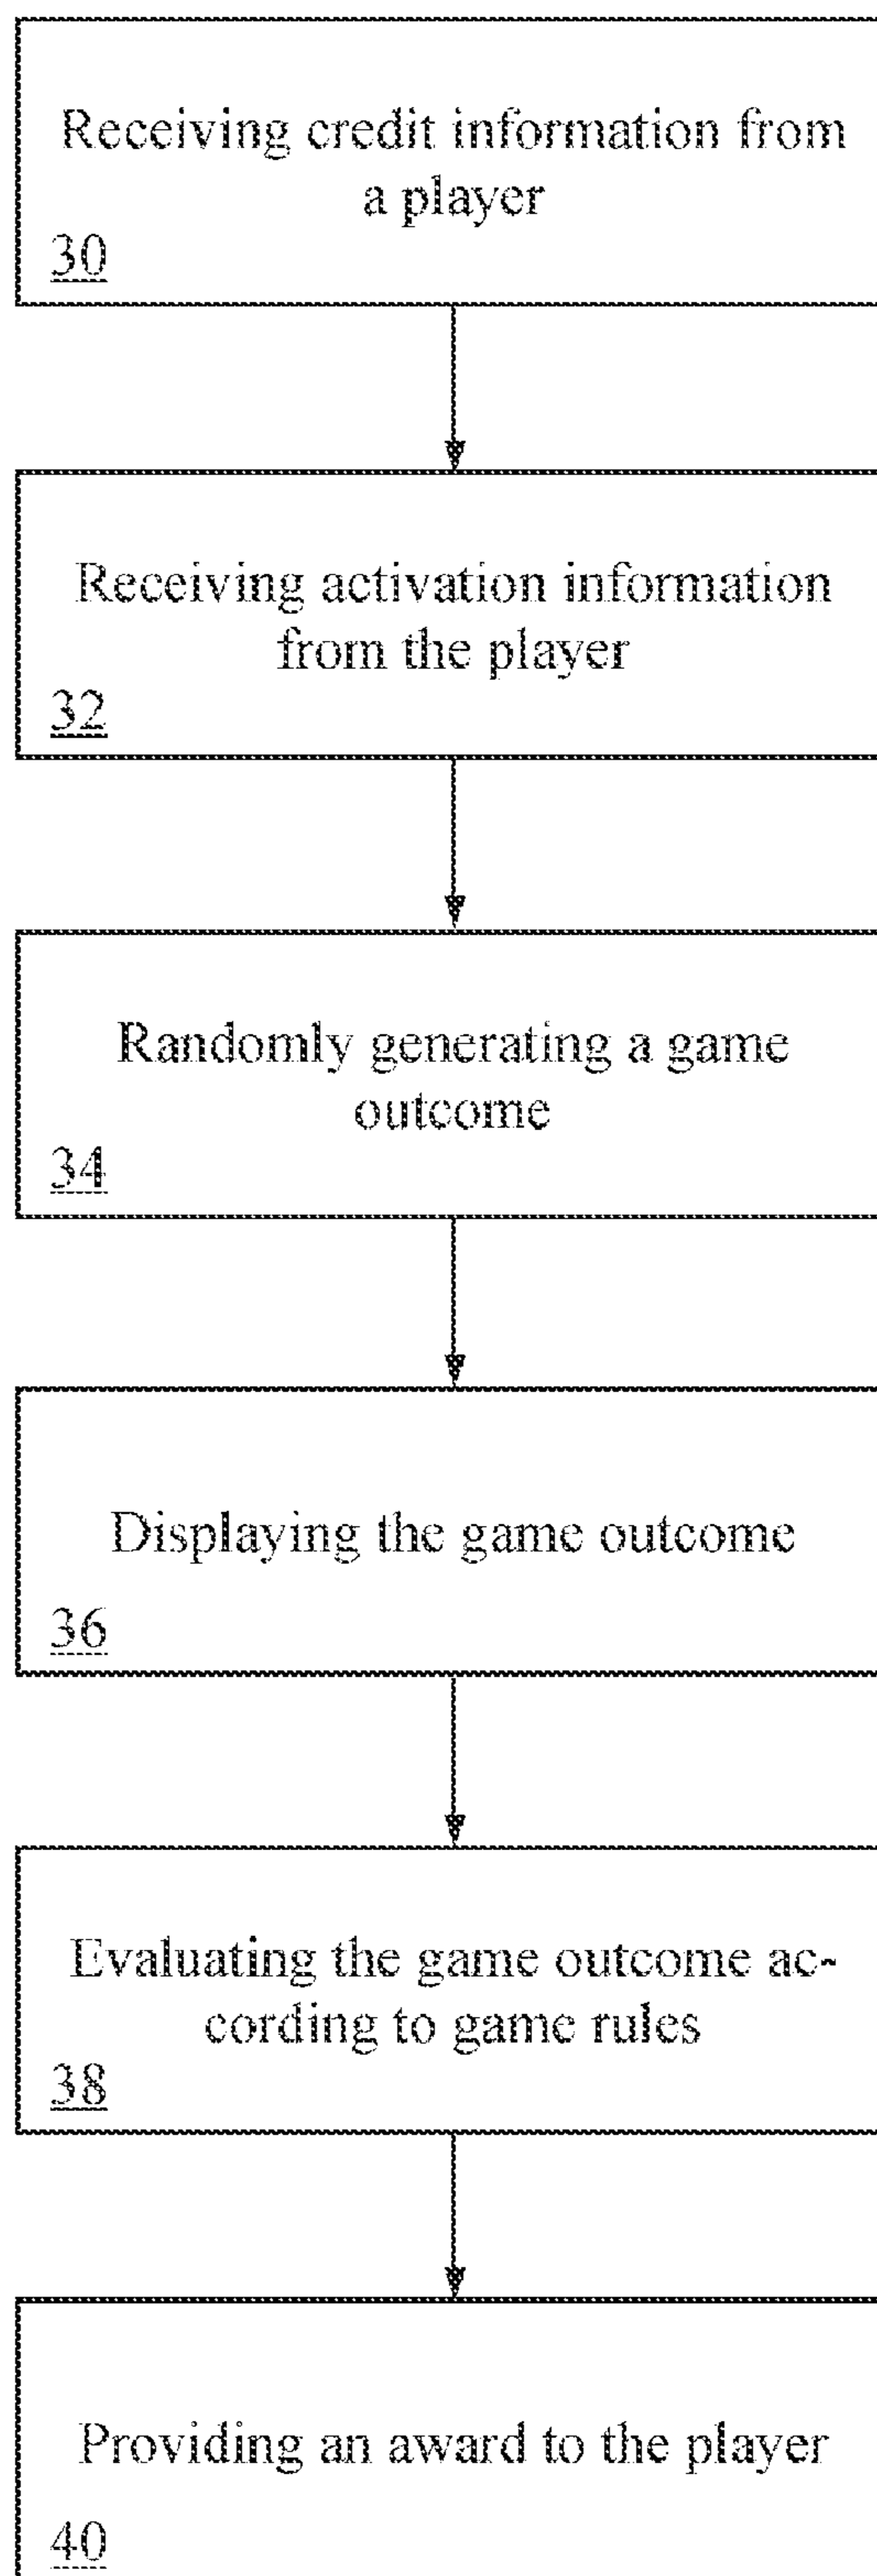 Receiving credit information from
a player
30
Receiving activation information
from the player
32
Randomly generating a game
outcome
34
Displaying the game outcome
36
Evaluating the game outcome ac-
cording to game rules
38
Providing an award to the player
40